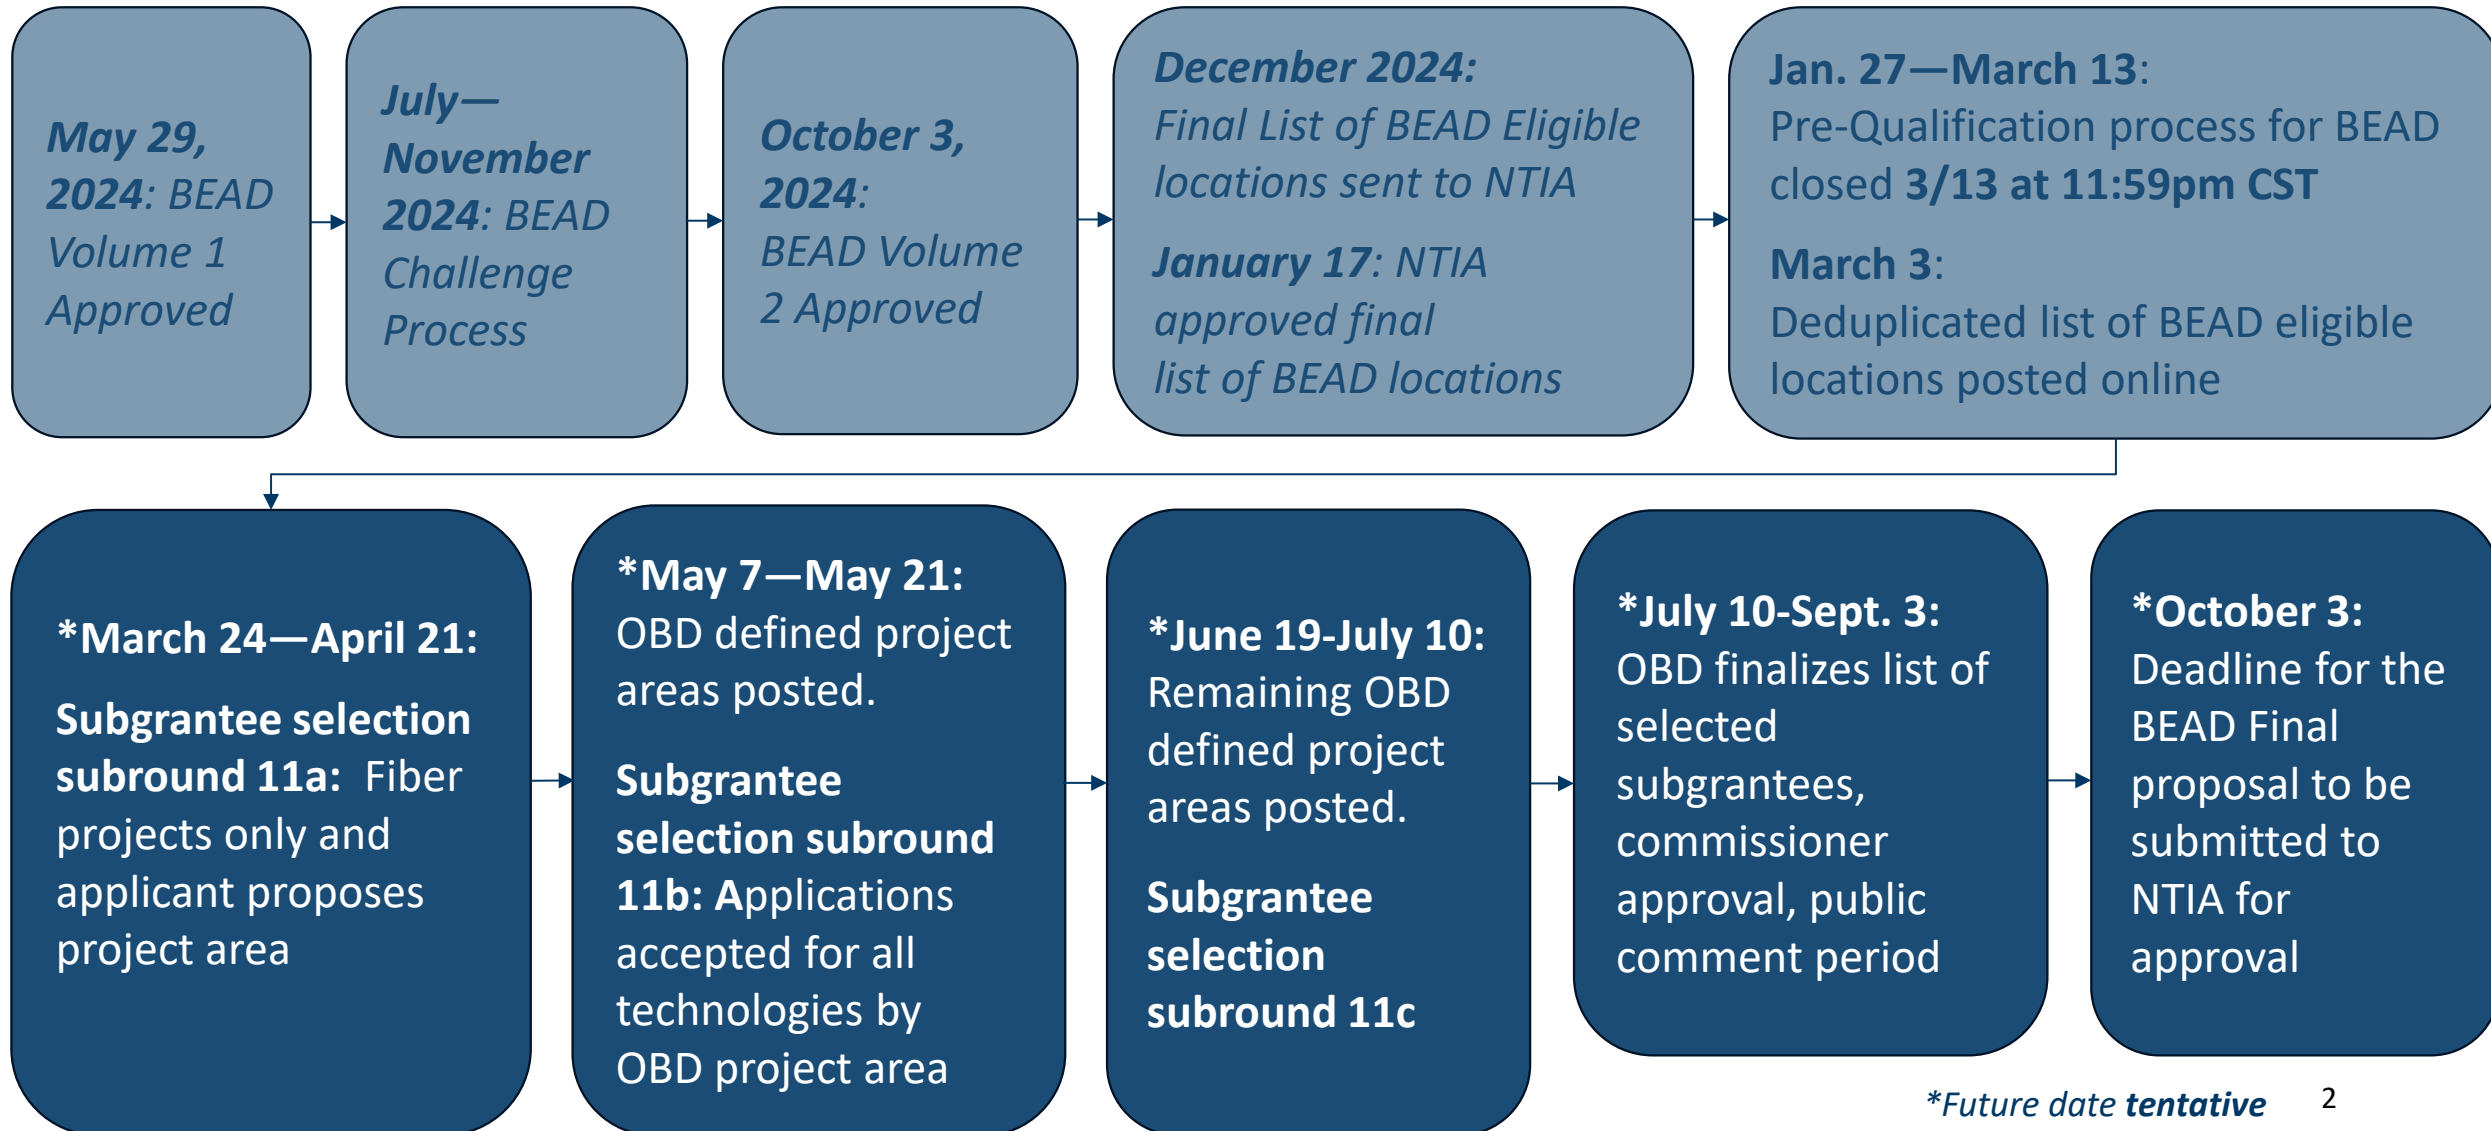 May 29,
2024: BEAD
Volume 1
Approved
July—
November
2024: BEAD
Challenge
Process
October 3,
2024:
BEAD Volume
2 Approved
December 2024:
Final List of BEAD Eligible
locations sent to NTIA
January 17: NTIA
approved final
list of BEAD locations
Jan. 27—March 13:
Pre-Qualification process for BEAD
closed 3/13 at 11:59pm CST
March 3:
Deduplicated list of BEAD eligible
locations posted online
*March 24—April 21:
Subgrantee selection
subround 11a: Fiber
projects only and
applicant proposes
project area
*May 7—May 21:
OBD defined project
areas posted.
Subgrantee
selection subround
11b: Applications
accepted for all
technologies by
OBD project area
*June 19-July 10:
Remaining OBD
defined project
areas posted.
Subgrantee
selection
subround 11c
*July 10-Sept. 3:
OBD finalizes list of
selected
subgrantees,
commissioner
approval, public
comment period
*October 3:
Deadline for the
BEAD Final
proposal to be
submitted to
NTIA for
approval
*Future date tentative
2